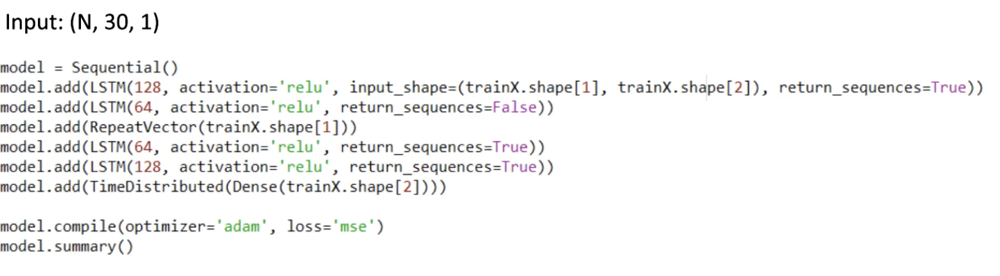 Input: (N, 30, 1)
model = Sequential()
model.add(LSTM(128, activation='relu', input_shape=(trainX.shape[1], trainX.shape[2]), return_sequences=True))
model.add(LSTM(64, activation='relu', return_sequences=False))
model.add(RepeatVector(trainX.shape[1]))
model.add(LSTM(64, activation='relu', return_sequences=True))
model.add(LSTM(128, activation='relu', return_sequences=True))
model.add(TimeDistributed(Dense(trainX.shape[2])))
model.compile(optimizer='adam', loss='mse')
model.summary()